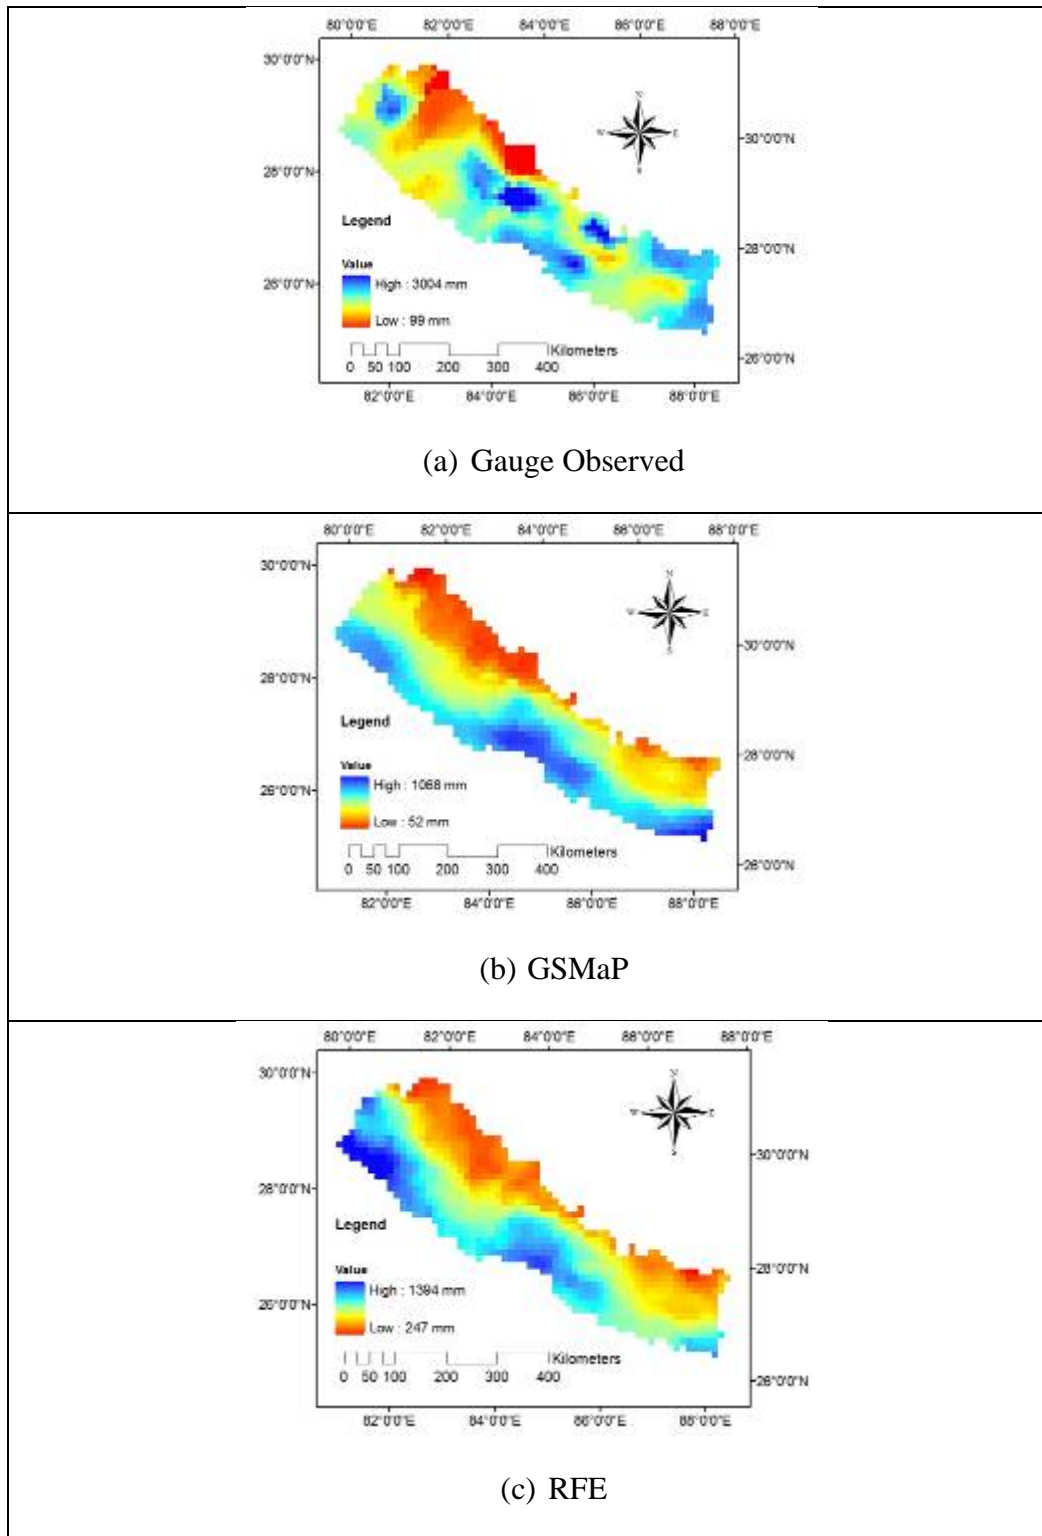 80°0'0"E 82°0'0"E 84°0'0"E 86°0'0"E 88°0'0"E
30°0'0"N
N
W E
S
30°0'0"N
28°0'0"N
Legend
28°0'0"N
Value
High : 3004 mm
26°0'0"N
Low : 99 mm
Kilometers
26°0'0"N
0 50 100 200 300 400
82°0'0"E 84°0'0"E 86°0'0"E 88°0'0"E
(a) Gauge Observed
80°0'0"E 82°0'0"E 84°0'0"E 86°0'0"E 88°0'0"E
30°0'0"N
N
W E
S
30°0'0"N
28°0'0"N
Legend
28°0'0"N
Value
High : 1068 mm
26°0'0"N
Low : 52 mm
Kilometers
26°0'0"N
0 50 100 200 300 400
82°0'0"E 84°0'0"E 86°0'0"E 88°0'0"E
(b) GSMaP
80°0'0"E 82°0'0"E 84°0'0"E 86°0'0"E 88°0'0"E
30°0'0"N
N
W E
S
30°0'0"N
28°0'0"N
Legend
28°0'0"N
Value
High : 1394 mm
26°0'0"N
Low : 247 mm
Kilometers
0 50 100 200 300 400
26°0'0"N
82°0'0"E 84°0'0"E 86°0'0"E 88°0'0"E
(c) RFE